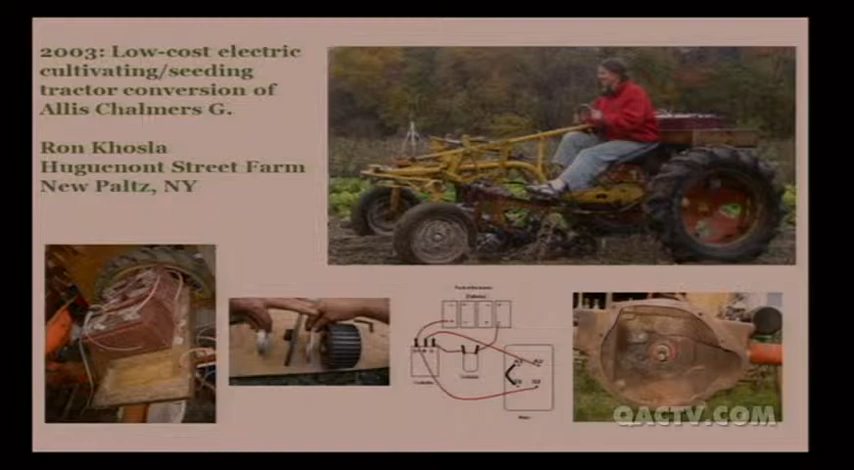 2003: Low-cost electric
cultivating/seeding
tractor conversion of
Allis Chalmers G.
Ron Khosla
Huguenont Street Farm
New Paltz, NY
QACTV.COM